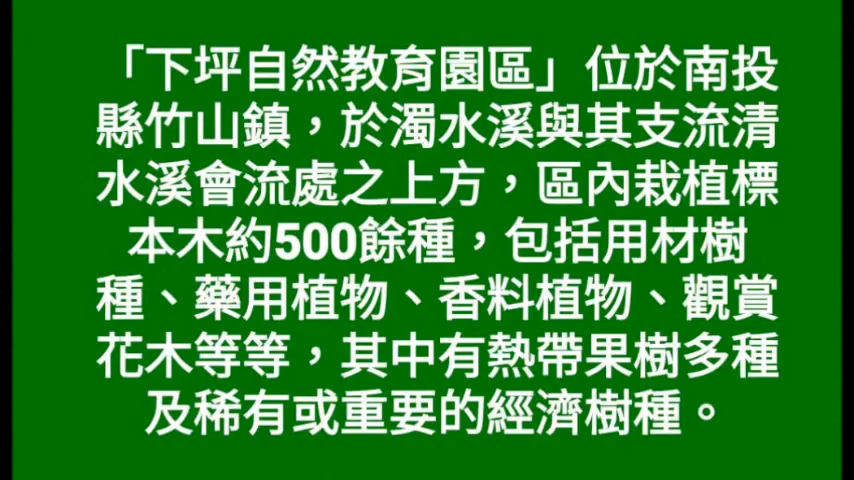 「下坪自然教育園區」位於南投
縣竹山鎮，於濁水溪與其支流清
水溪會流處之上方，區內栽植標
本木約500餘種，包括用材樹
種、藥用植物、香料植物、觀賞
花木等等，其中有熱帶果樹多種
及稀有或重要的經濟樹種。